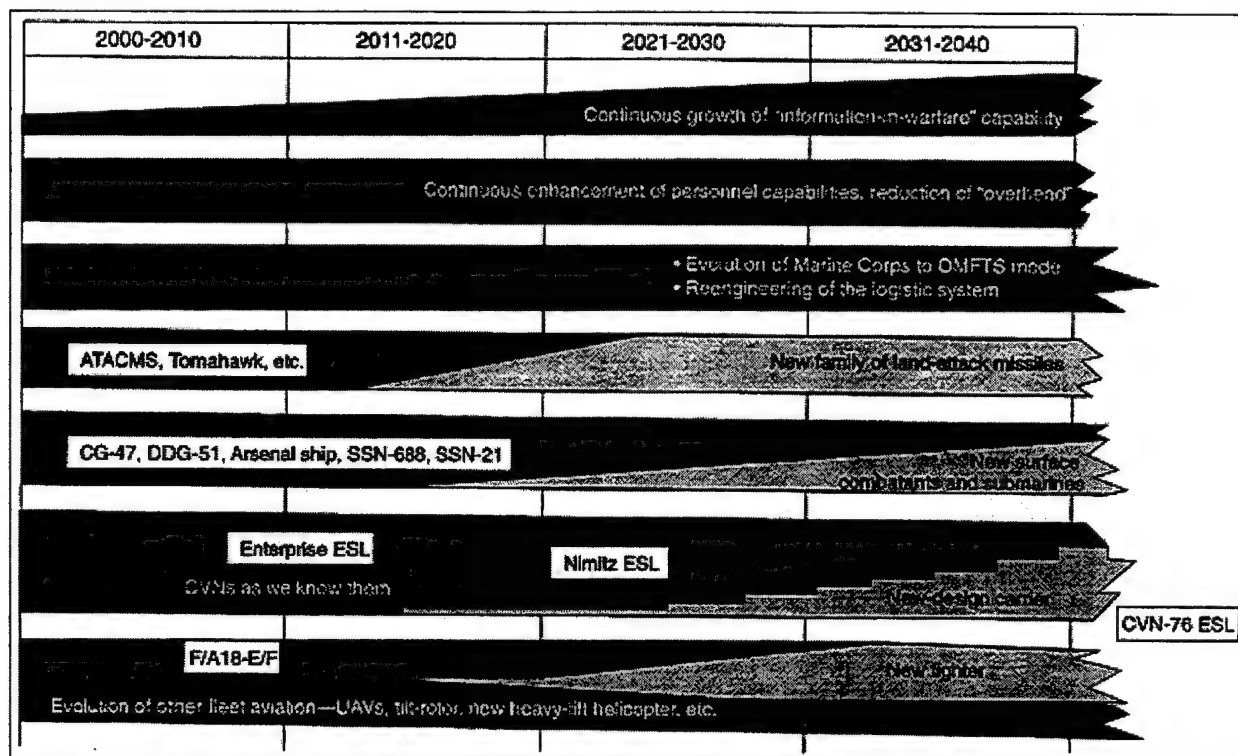 2000-2010
2011-2020
2021-2030
2031-2040
Continuous growth of "information-in-warfare" capability
Continuous enhancement of personnel capabilities, reduction of "overhead"
• Evolution of Marine Corps to OMFTS mode
• Reengineering of the logistic system
ATACMS, Tomahawk, etc.
New family of land-attack missiles
CG-47, DDG-51, Arsenal ship, SSN-688, SSN-21
New surface
combatants and submarines
Enterprise ESL
Nimitz ESL
CVNs as we know them
New-design carrier
CVN-76 ESL
F/A18-E/F
New fighter
Evolution of other fleet aviation—UAVs, tilt-rotor, new heavy-lift helicopter, etc.